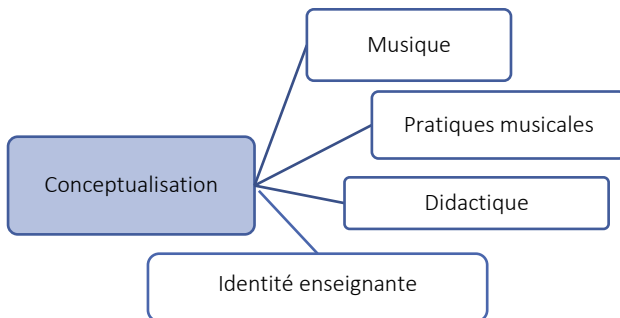 Musique
Pratiques musicales
Conceptualisation
Didactique
Identité enseignante